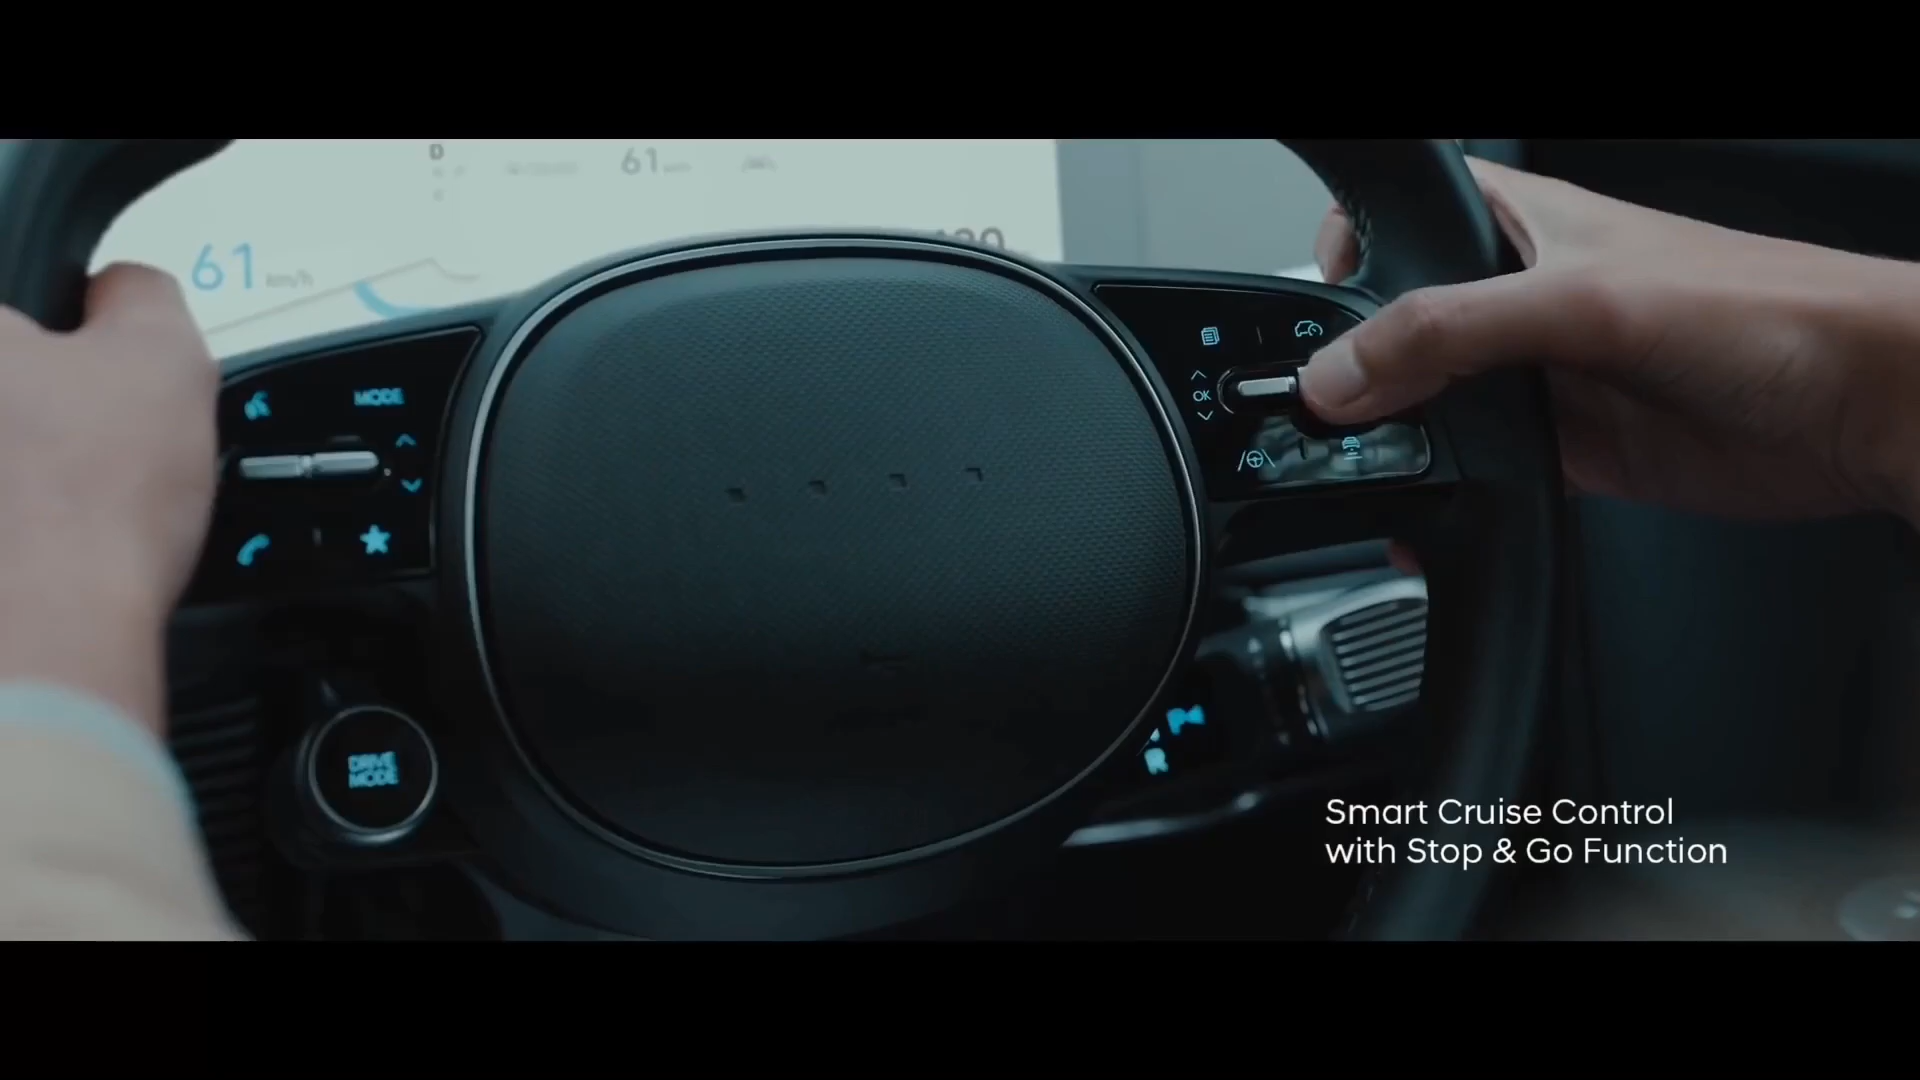 D
61
61 km/h
MODE
OK
DRIVE
MODE
P
R
Smart Cruise Control
with Stop & Go Function